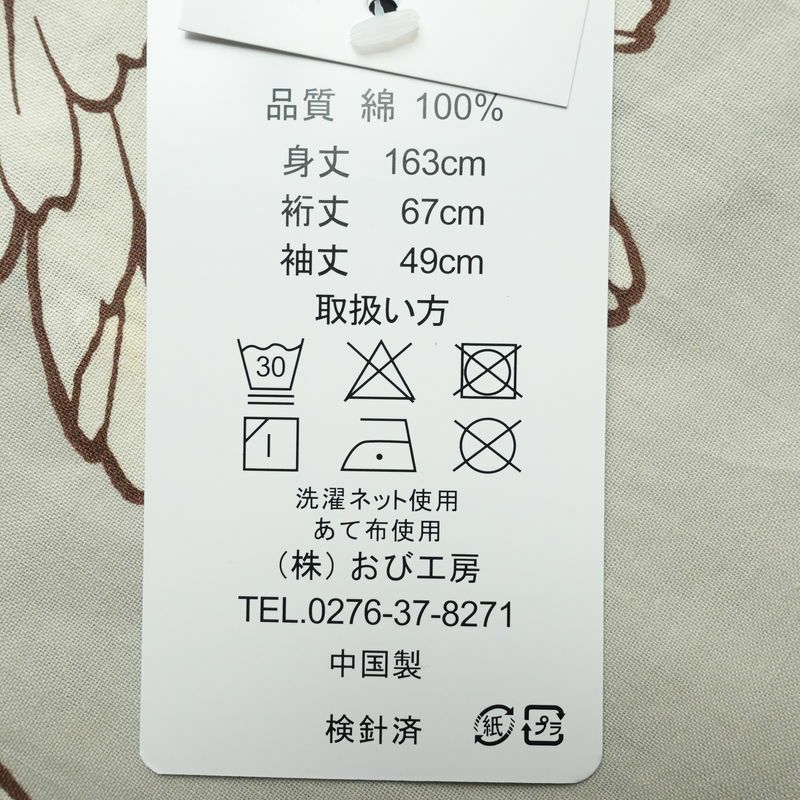 品質 綿 100%
身丈 163cm
裄丈 67cm
袖丈 49cm
取扱い方
30
洗濯ネット使用
あて布使用
(株) おび工房
TEL.0276-37-8271
中国製
検針済 紙 プラ